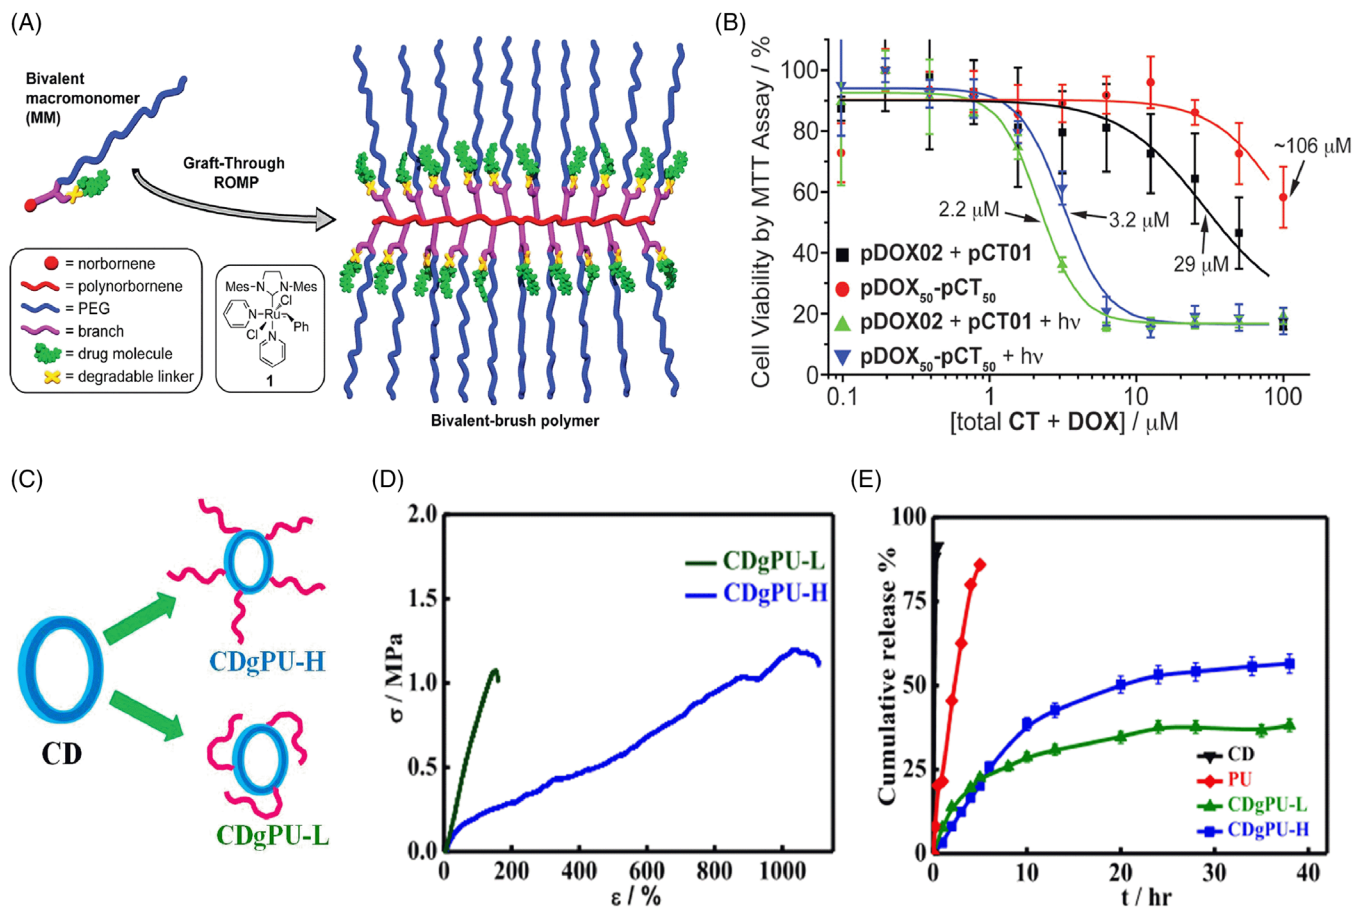 (A)
Bivalent
macromonomer
(MM)
Graft-Through
ROMP
= norbornene
= polynorbornene
= PEG
= branch
= drug molecule
= degradable linker
Mes-N N-Mes
Cl
N-Ru
Ph
Cl
N
1
Bivalent-brush polymer
(B)
Cell Viability by MTT Assay / %
100
80
60
40
20
0
~106 μM
2.2 μM
3.2 μM
29 μM
pDOX02 + pCT01
pDOX50-pCT50
pDOX02 + pCT01 + hν
pDOX50-pCT50 + hν
0.1 1 10 100
[total CT + DOX] / μM
(C)
CD
CDgPU-H
CDgPU-L
(D)
σ / MPa
2.0
1.5
1.0
0.5
0.0
CDgPU-L
CDgPU-H
0 200 400 600 800 1000
ε / %
(E)
Cumulative release %
100
75
50
25
0
CD
PU
CDgPU-L
CDgPU-H
0 10 20 30 40
t / hr